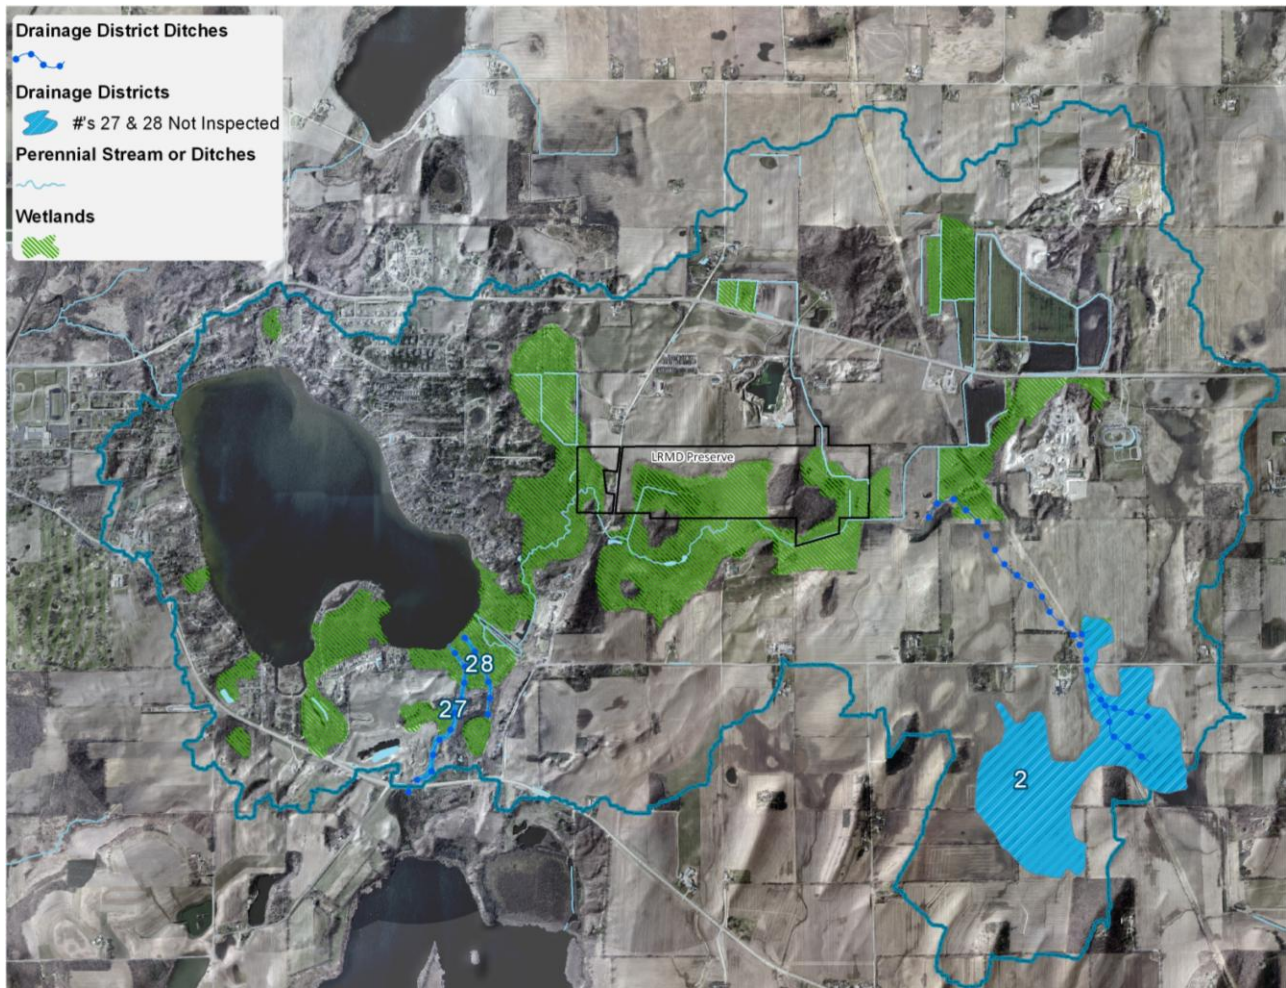 Drainage District Ditches
Drainage Districts
#'s 27 & 28 Not Inspected
Perennial Stream or Ditches
Wetlands
LRMD Preserve
28
27
2